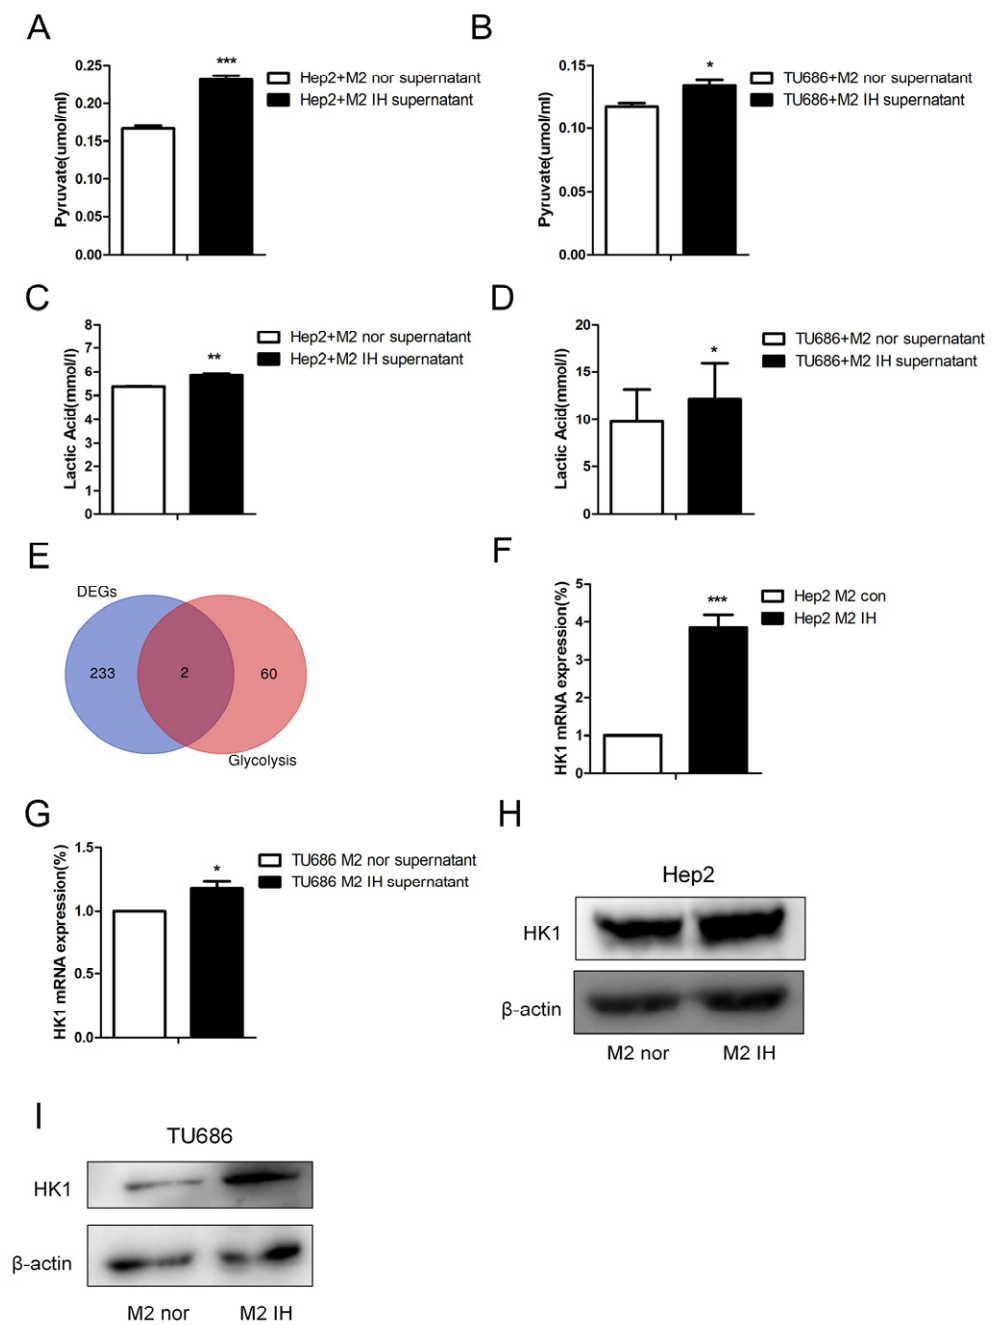 A
Pyruvate(umol/ml)
0.25
0.20
0.15
0.10
0.05
0.00
***
Hep2+M2 nor supernatant
Hep2+M2 IH supernatant
B
Pyruvate(umol/ml)
0.15
0.10
0.05
0.00
*
TU686+M2 nor supernatant
TU686+M2 IH supernatant
C
Lactic Acid(mmol/l)
8
7
6
5
4
3
2
1
0
**
Hep2+M2 nor supernatant
Hep2+M2 IH supernatant
D
Lactic Acid(mmol/l)
20
15
10
5
0
*
TU686+M2 nor supernatant
TU686+M2 IH supernatant
E
DEGs
233
2
60
Glycolysis
F
HK1 mRNA expression(%)
5
4
3
2
1
0
***
Hep2 M2 con
Hep2 M2 IH
G
HK1 mRNA expression(%)
1.5
1.0
0.5
0.0
*
TU686 M2 nor supernatant
TU686 M2 IH supernatant
H
Hep2
HK1
β-actin
M2 nor
M2 IH
I
TU686
HK1
β-actin
M2 nor
M2 IH